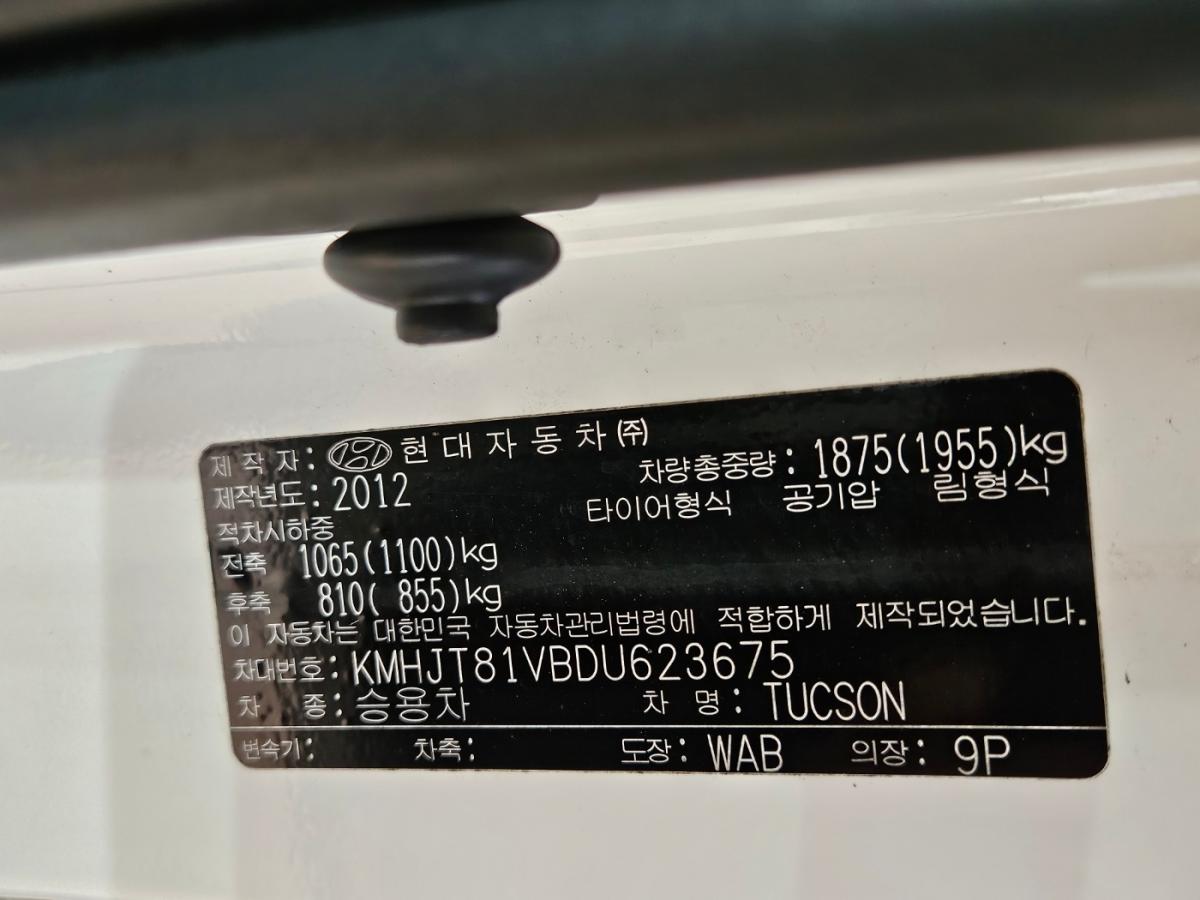 제작자: 현대자동차㈜
차량총중량: 1875(1955)kg
제작년도: 2012
타이어형식 공기압 림형식
적차시하중
전축 1065(1100)kg
후축 810( 855)kg
이 자동차는 대한민국 자동차관리법령에 적합하게 제작되었습니다.
차대번호: KMHJT81VBDU623675
차 종: 승용차 차 명: TUCSON
변속기: 차축: 도장: WAB 의장: 9P